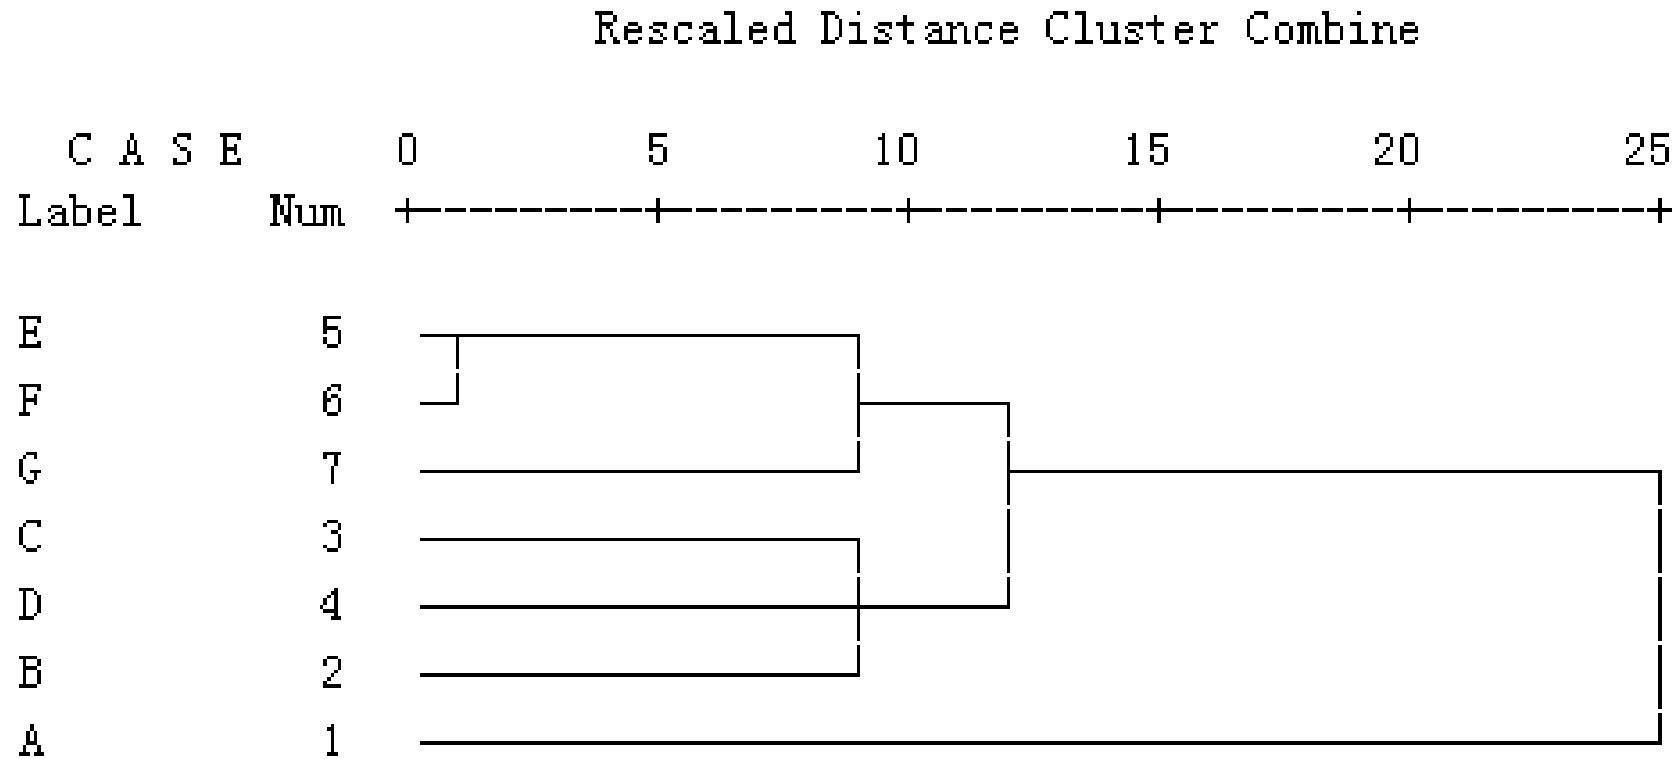 Rescaled Distance Cluster Combine
C A S E 0 5 10 15 20 25
Label Num
E 5
F 6
G 7
C 3
D 4
B 2
A 1